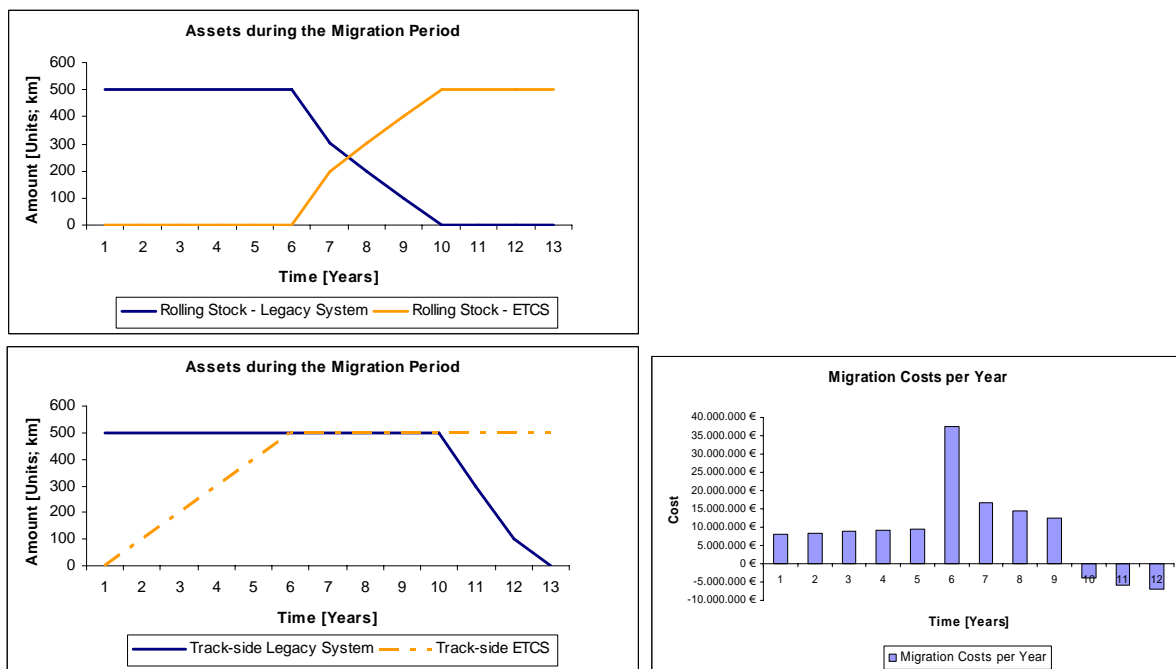 Assets during the Migration Period
Amount [Units; km]
600
500
400
300
200
100
0
1 2 3 4 5 6 7 8 9 10 11 12 13
Time [Years]
Rolling Stock - Legacy System Rolling Stock - ETCS
Assets during the Migration Period
Amount [Units; km]
600
500
400
300
200
100
0
1 2 3 4 5 6 7 8 9 10 11 12 13
Time [Years]
Track-side Legacy System Track-side ETCS
Migration Costs per Year
Cost
40.000.000 €
35.000.000 €
30.000.000 €
25.000.000 €
20.000.000 €
15.000.000 €
10.000.000 €
5.000.000 €
0 €
-5.000.000 €
-10.000.000 €
1 2 3 4 5 6 7 8 9 10 11 12
Time [Years]
Migration Costs per Year